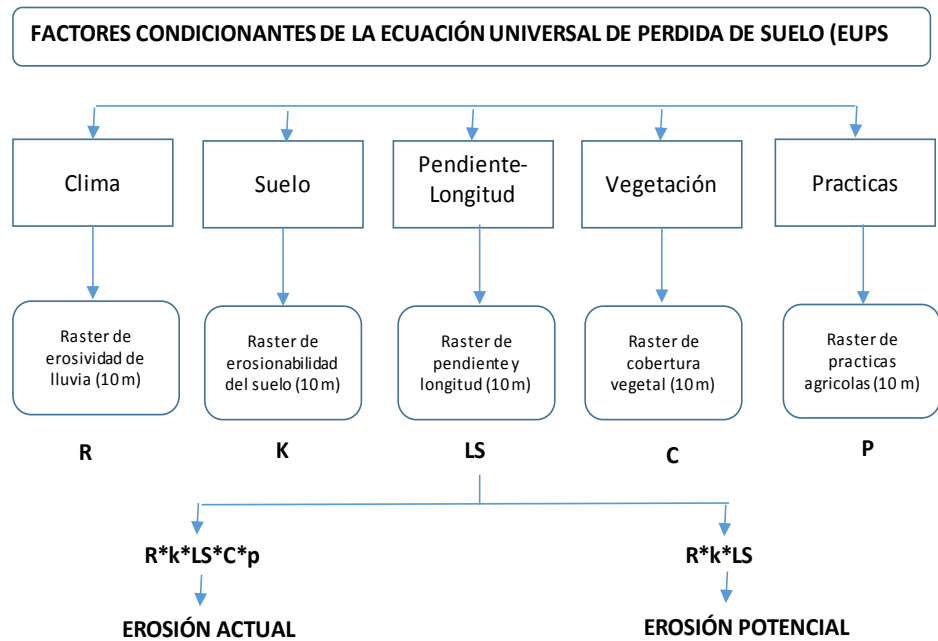 FACTORES CONDICIONANTES DE LA ECUACIÓN UNIVERSAL DE PERDIDA DE SUELO (EUPS
Clima
Suelo
Pendiente-
Longitud
Vegetación
Practicas
Raster de
erosividad de
lluvia (10 m)
Raster de
erosionabilidad
del suelo (10 m)
Raster de
pendiente y
longitud (10 m)
Raster de
cobertura
vegetal (10 m)
Raster de
practicas
agricolas (10 m)
R
K
LS
C
P
R*k*LS*C*p
R*k*LS
EROSIÓN ACTUAL
EROSIÓN POTENCIAL